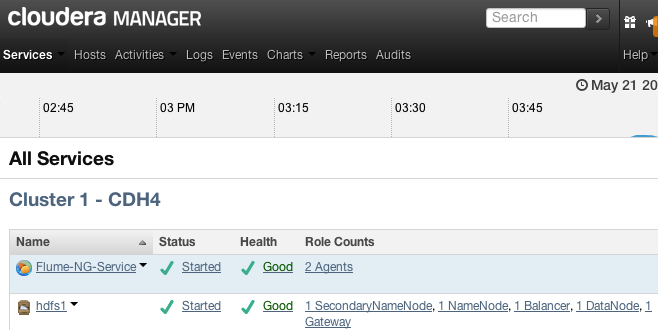 cloudera MANAGER
Search
Services Hosts Activities Logs Events Charts Reports Audits Help
May 21 20
02:45 03 PM 03:15 03:30 03:45
All Services
Cluster 1 - CDH4
Name Status Health Role Counts
Flume-NG-Service Started Good 2 Agents
hdfs1 Started Good 1 SecondaryNameNode, 1 NameNode, 1 Balancer, 1 DataNode, 1
Gateway